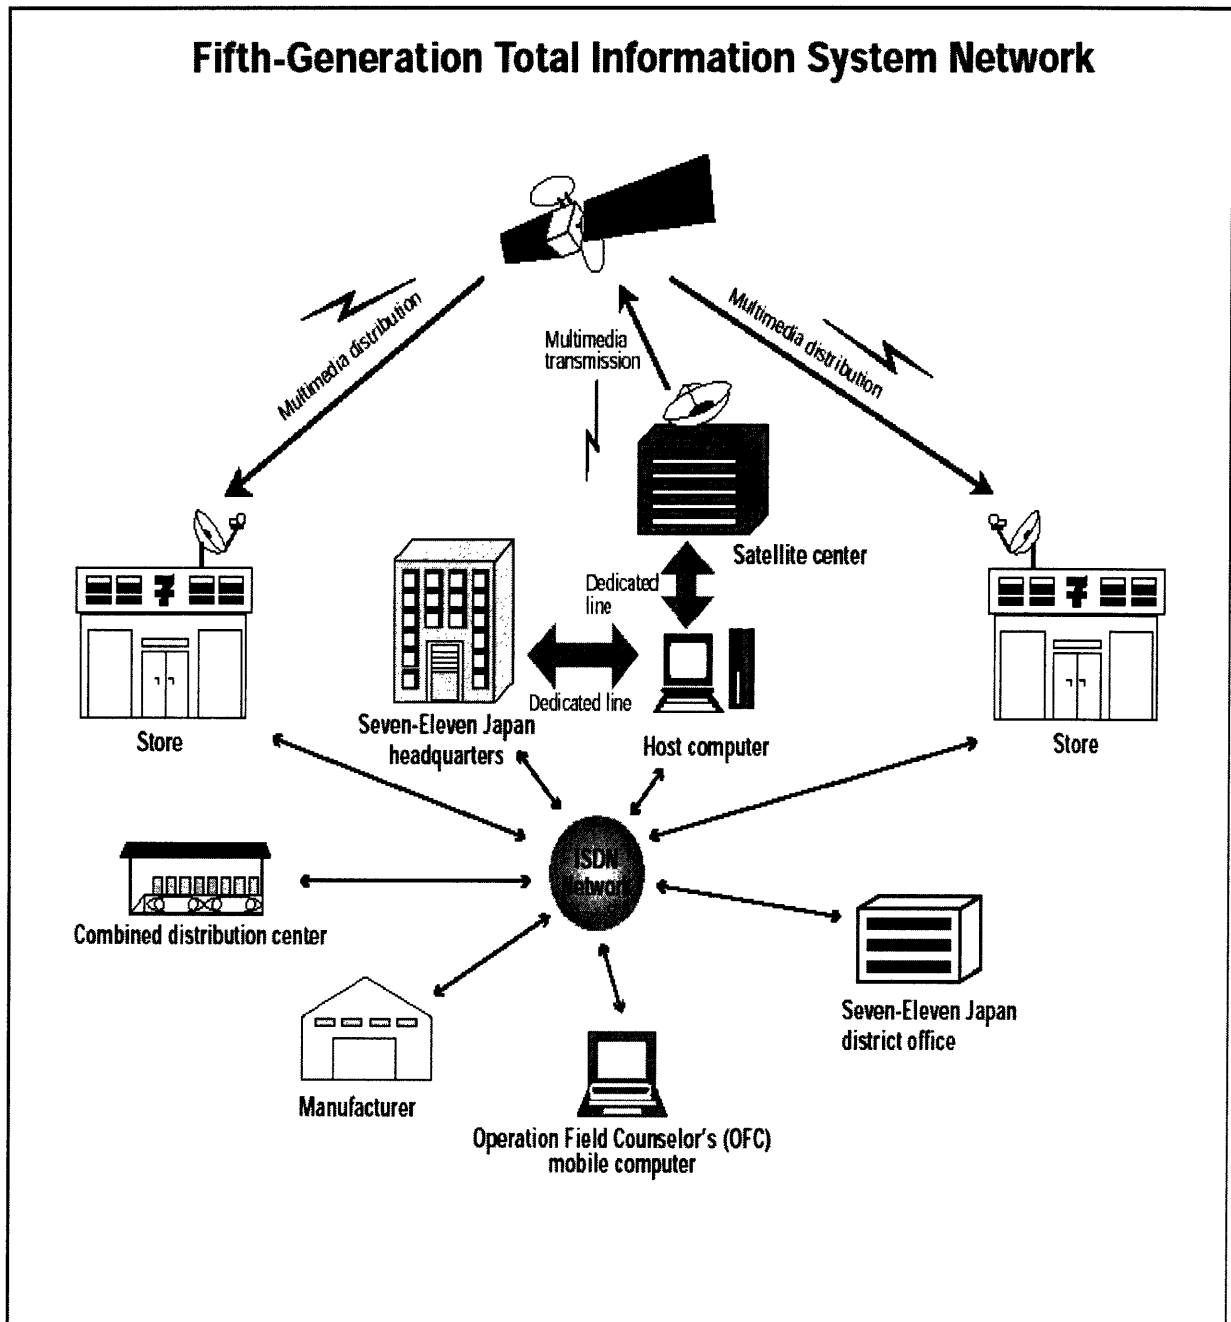 Fifth-Generation Total Information System Network
Multimedia distribution
Multimedia
transmission
Multimedia distribution
Satellite center
Dedicated
line
Dedicated line
Store
Seven-Eleven Japan
headquarters
Host computer
Store
ISDN
Network
Combined distribution center
Manufacturer
Operation Field Counselor's (OFC)
mobile computer
Seven-Eleven Japan
district office